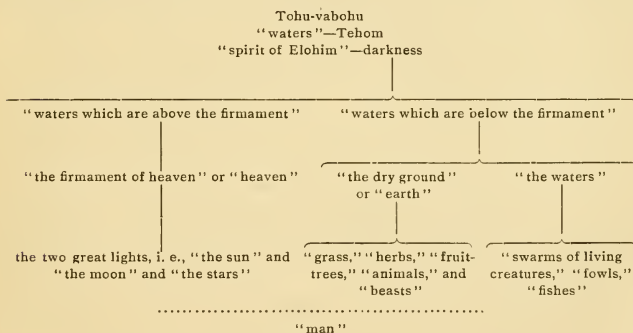 Tohu-vabohu
"waters"—Tehom
"spirit of Elohim"—darkness
"waters which are above the firmament" "waters which are below the firmament"
"the firmament of heaven" or "heaven" "the dry ground" "the waters"
or "earth"
the two great lights, i. e., "the sun" and "grass," "herbs," "fruit- "swarms of living
"the moon" and "the stars" trees," "animals," and creatures," "fowls,"
"beasts" "fishes"
"man"